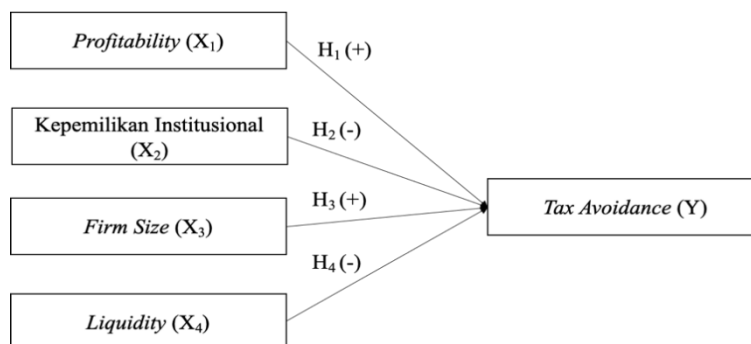 Profitability (X₁)
H₁ (+)
Kepemilikan Institusional
(X₂)
H₂ (-)
Firm Size (X₃)
H₃ (+)
Tax Avoidance (Y)
H₄ (-)
Liquidity (X₄)